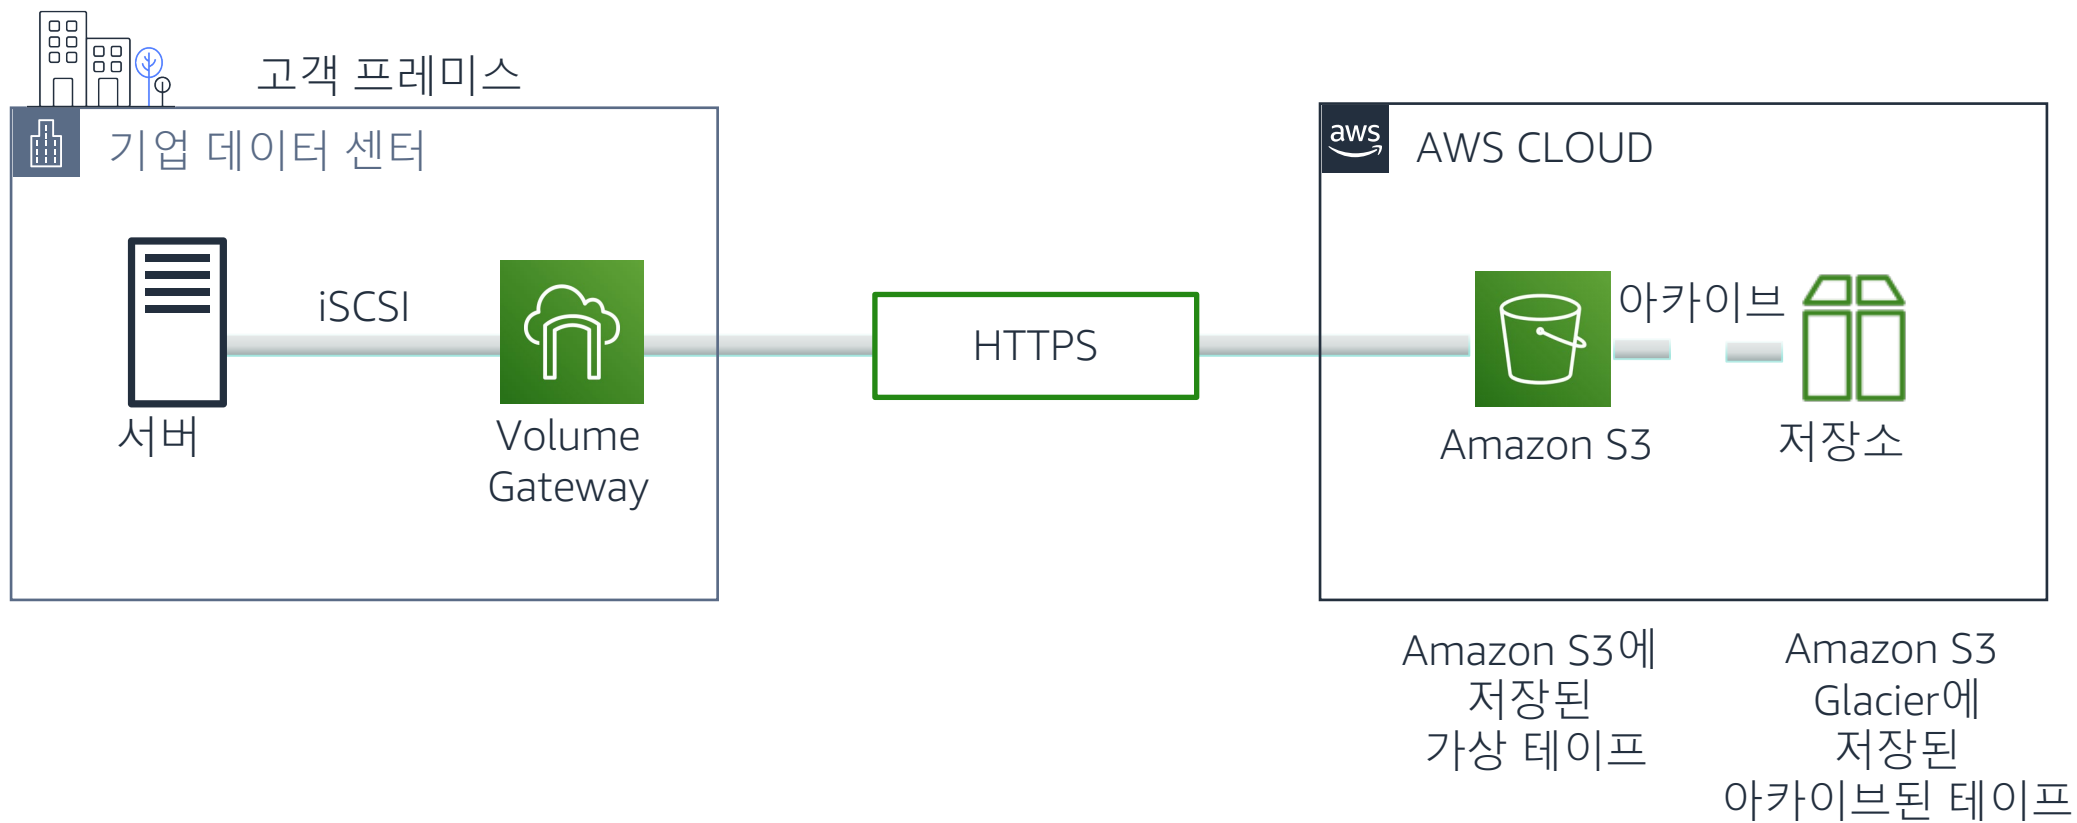 고객 프레미스
기업 데이터 센터
aws
AWS CLOUD
iSCSI
HTTPS
아카이브
서버
Volume
Gateway
Amazon S3
저장소
Amazon S3에
저장된
가상 테이프
Amazon S3
Glacier에
저장된
아카이브된 테이프